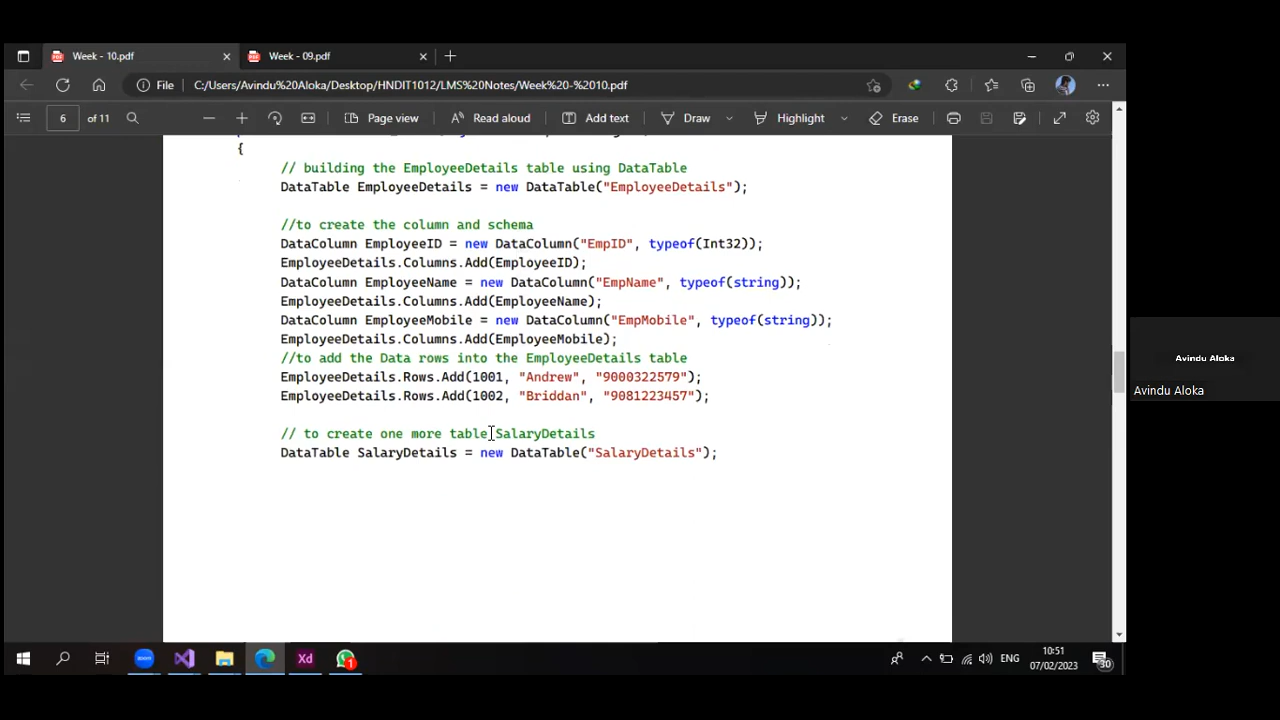 Week - 10.pdf
Week - 09.pdf
File
C:/Users/Avindu%20Aloka/Desktop/HNDIT1012/LMS%20Notes/Week%20-%2010.pdf
6 of 11
Page view
Read aloud
Add text
Draw
Highlight
Erase
{
// building the EmployeeDetails table using DataTable
DataTable EmployeeDetails = new DataTable("EmployeeDetails");
//to create the column and schema
DataColumn EmployeeID = new DataColumn("EmpID", typeof(Int32));
EmployeeDetails.Columns.Add(EmployeeID);
DataColumn EmployeeName = new DataColumn("EmpName", typeof(string));
EmployeeDetails.Columns.Add(EmployeeName);
DataColumn EmployeeMobile = new DataColumn("EmpMobile", typeof(string));
EmployeeDetails.Columns.Add(EmployeeMobile);
//to add the Data rows into the EmployeeDetails table
EmployeeDetails.Rows.Add(1001, "Andrew", "9000322579");
EmployeeDetails.Rows.Add(1002, "Briddan", "9081223457");
// to create one more table SalaryDetails
DataTable SalaryDetails = new DataTable("SalaryDetails");
Avindu Aloka
Avindu Aloka
zoom
Xd
1
ENG
10:51
07/02/2023
30